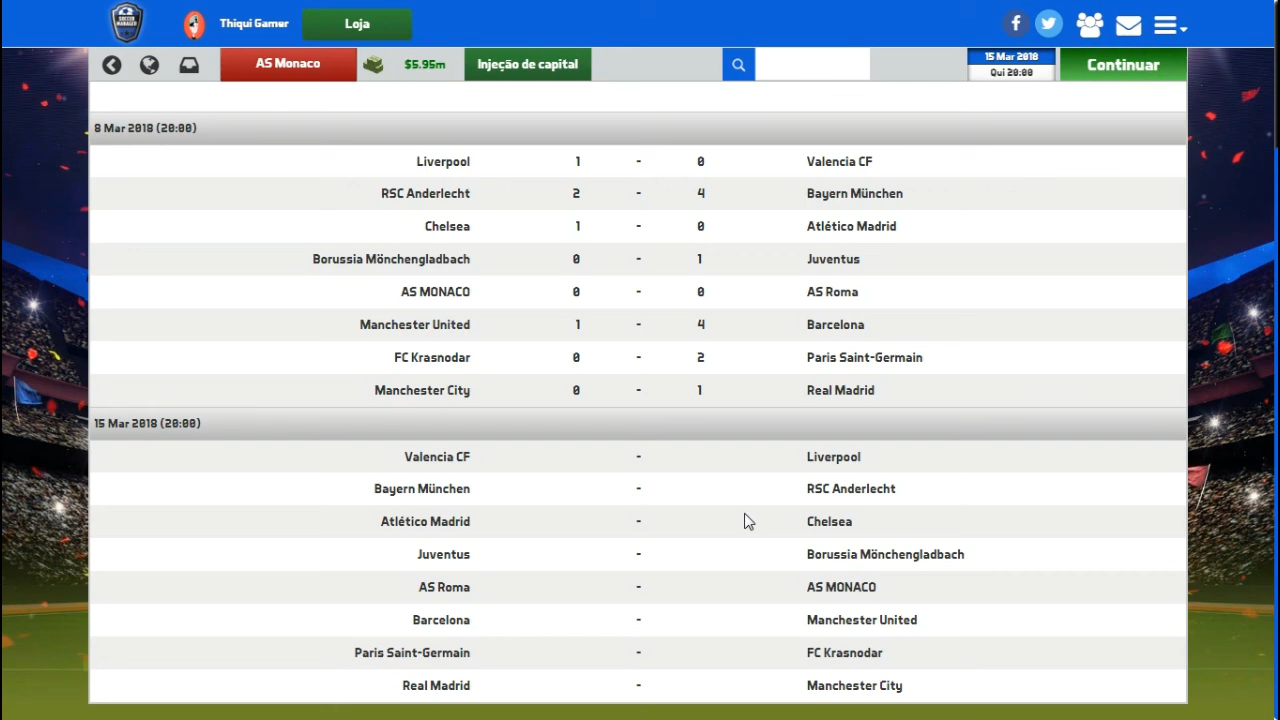 SOCCER MANAGER
Thiqui Gamer
Loja
AS Monaco
$5.95m
Injeção de capital
15 Mar 2018
Qui 20:00
Continuar
8 Mar 2018 (20:00)
Liverpool 1 - 0 Valencia CF
RSC Anderlecht 2 - 4 Bayern München
Chelsea 1 - 0 Atlético Madrid
Borussia Mönchengladbach 0 - 1 Juventus
AS MONACO 0 - 0 AS Roma
Manchester United 1 - 4 Barcelona
FC Krasnodar 0 - 2 Paris Saint-Germain
Manchester City 0 - 1 Real Madrid
15 Mar 2018 (20:00)
Valencia CF - Liverpool
Bayern München - RSC Anderlecht
Atlético Madrid - Chelsea
Juventus - Borussia Mönchengladbach
AS Roma - AS MONACO
Barcelona - Manchester United
Paris Saint-Germain - FC Krasnodar
Real Madrid - Manchester City